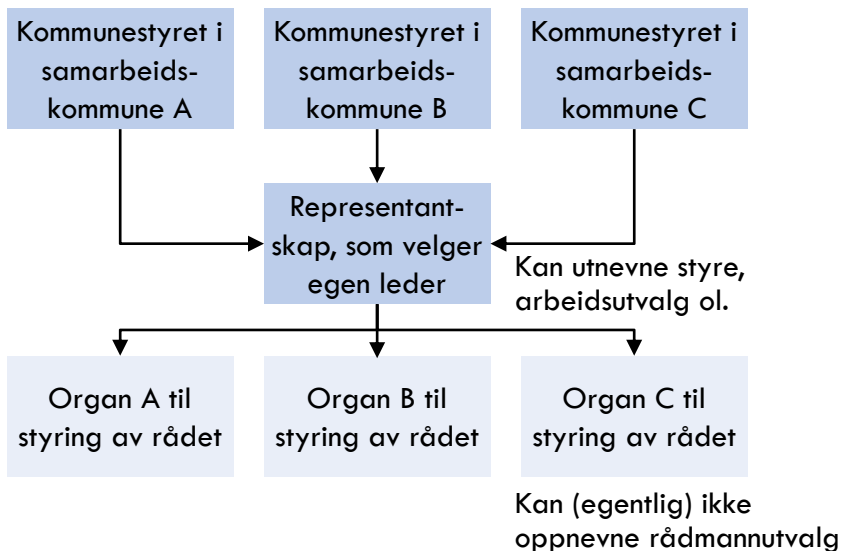 Kommunestyret i
samarbeids-
kommune A
Kommunestyret i
samarbeids-
kommune B
Kommunestyret i
samarbeids-
kommune C
Representant-
skap, som velger
egen leder
Kan utnevne styre,
arbeidsutvalg ol.
Organ A til
styring av rådet
Organ B til
styring av rådet
Organ C til
styring av rådet
Kan (egentlig) ikke
oppnevne rådmannutvalg